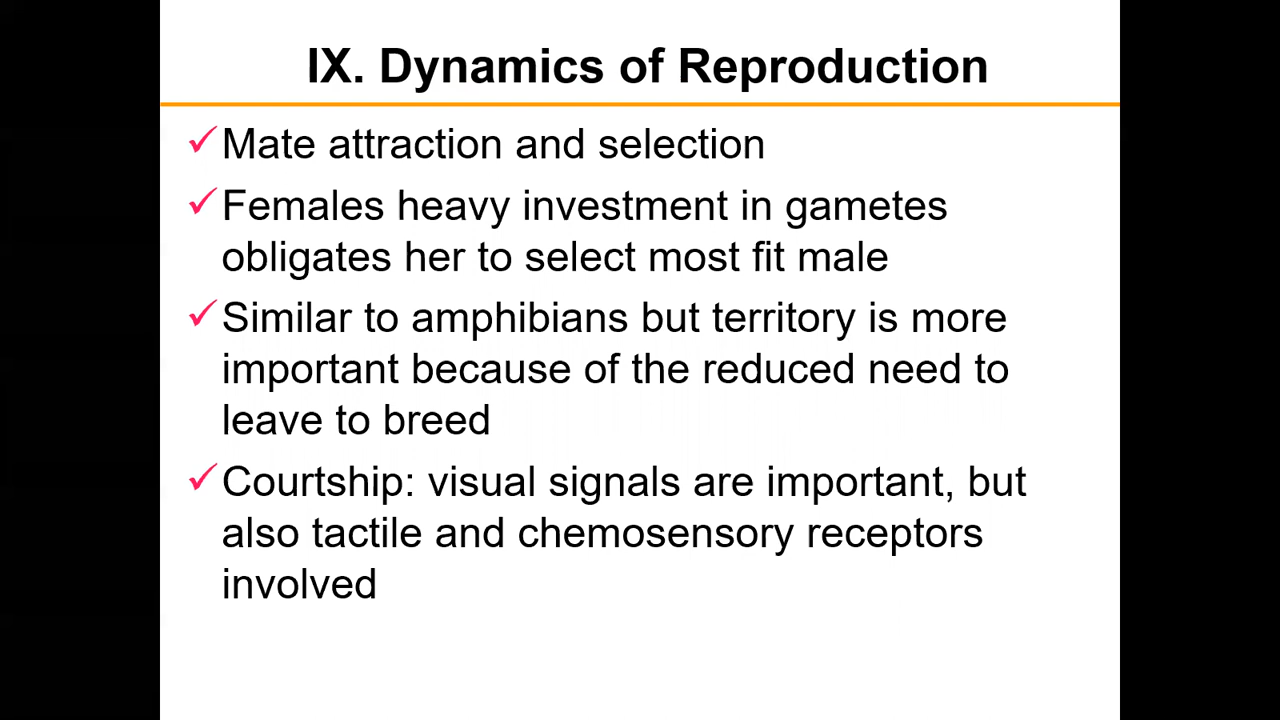 IX. Dynamics of Reproduction
Mate attraction and selection
Females heavy investment in gametes
obligates her to select most fit male
Similar to amphibians but territory is more
important because of the reduced need to
leave to breed
Courtship: visual signals are important, but
also tactile and chemosensory receptors
involved